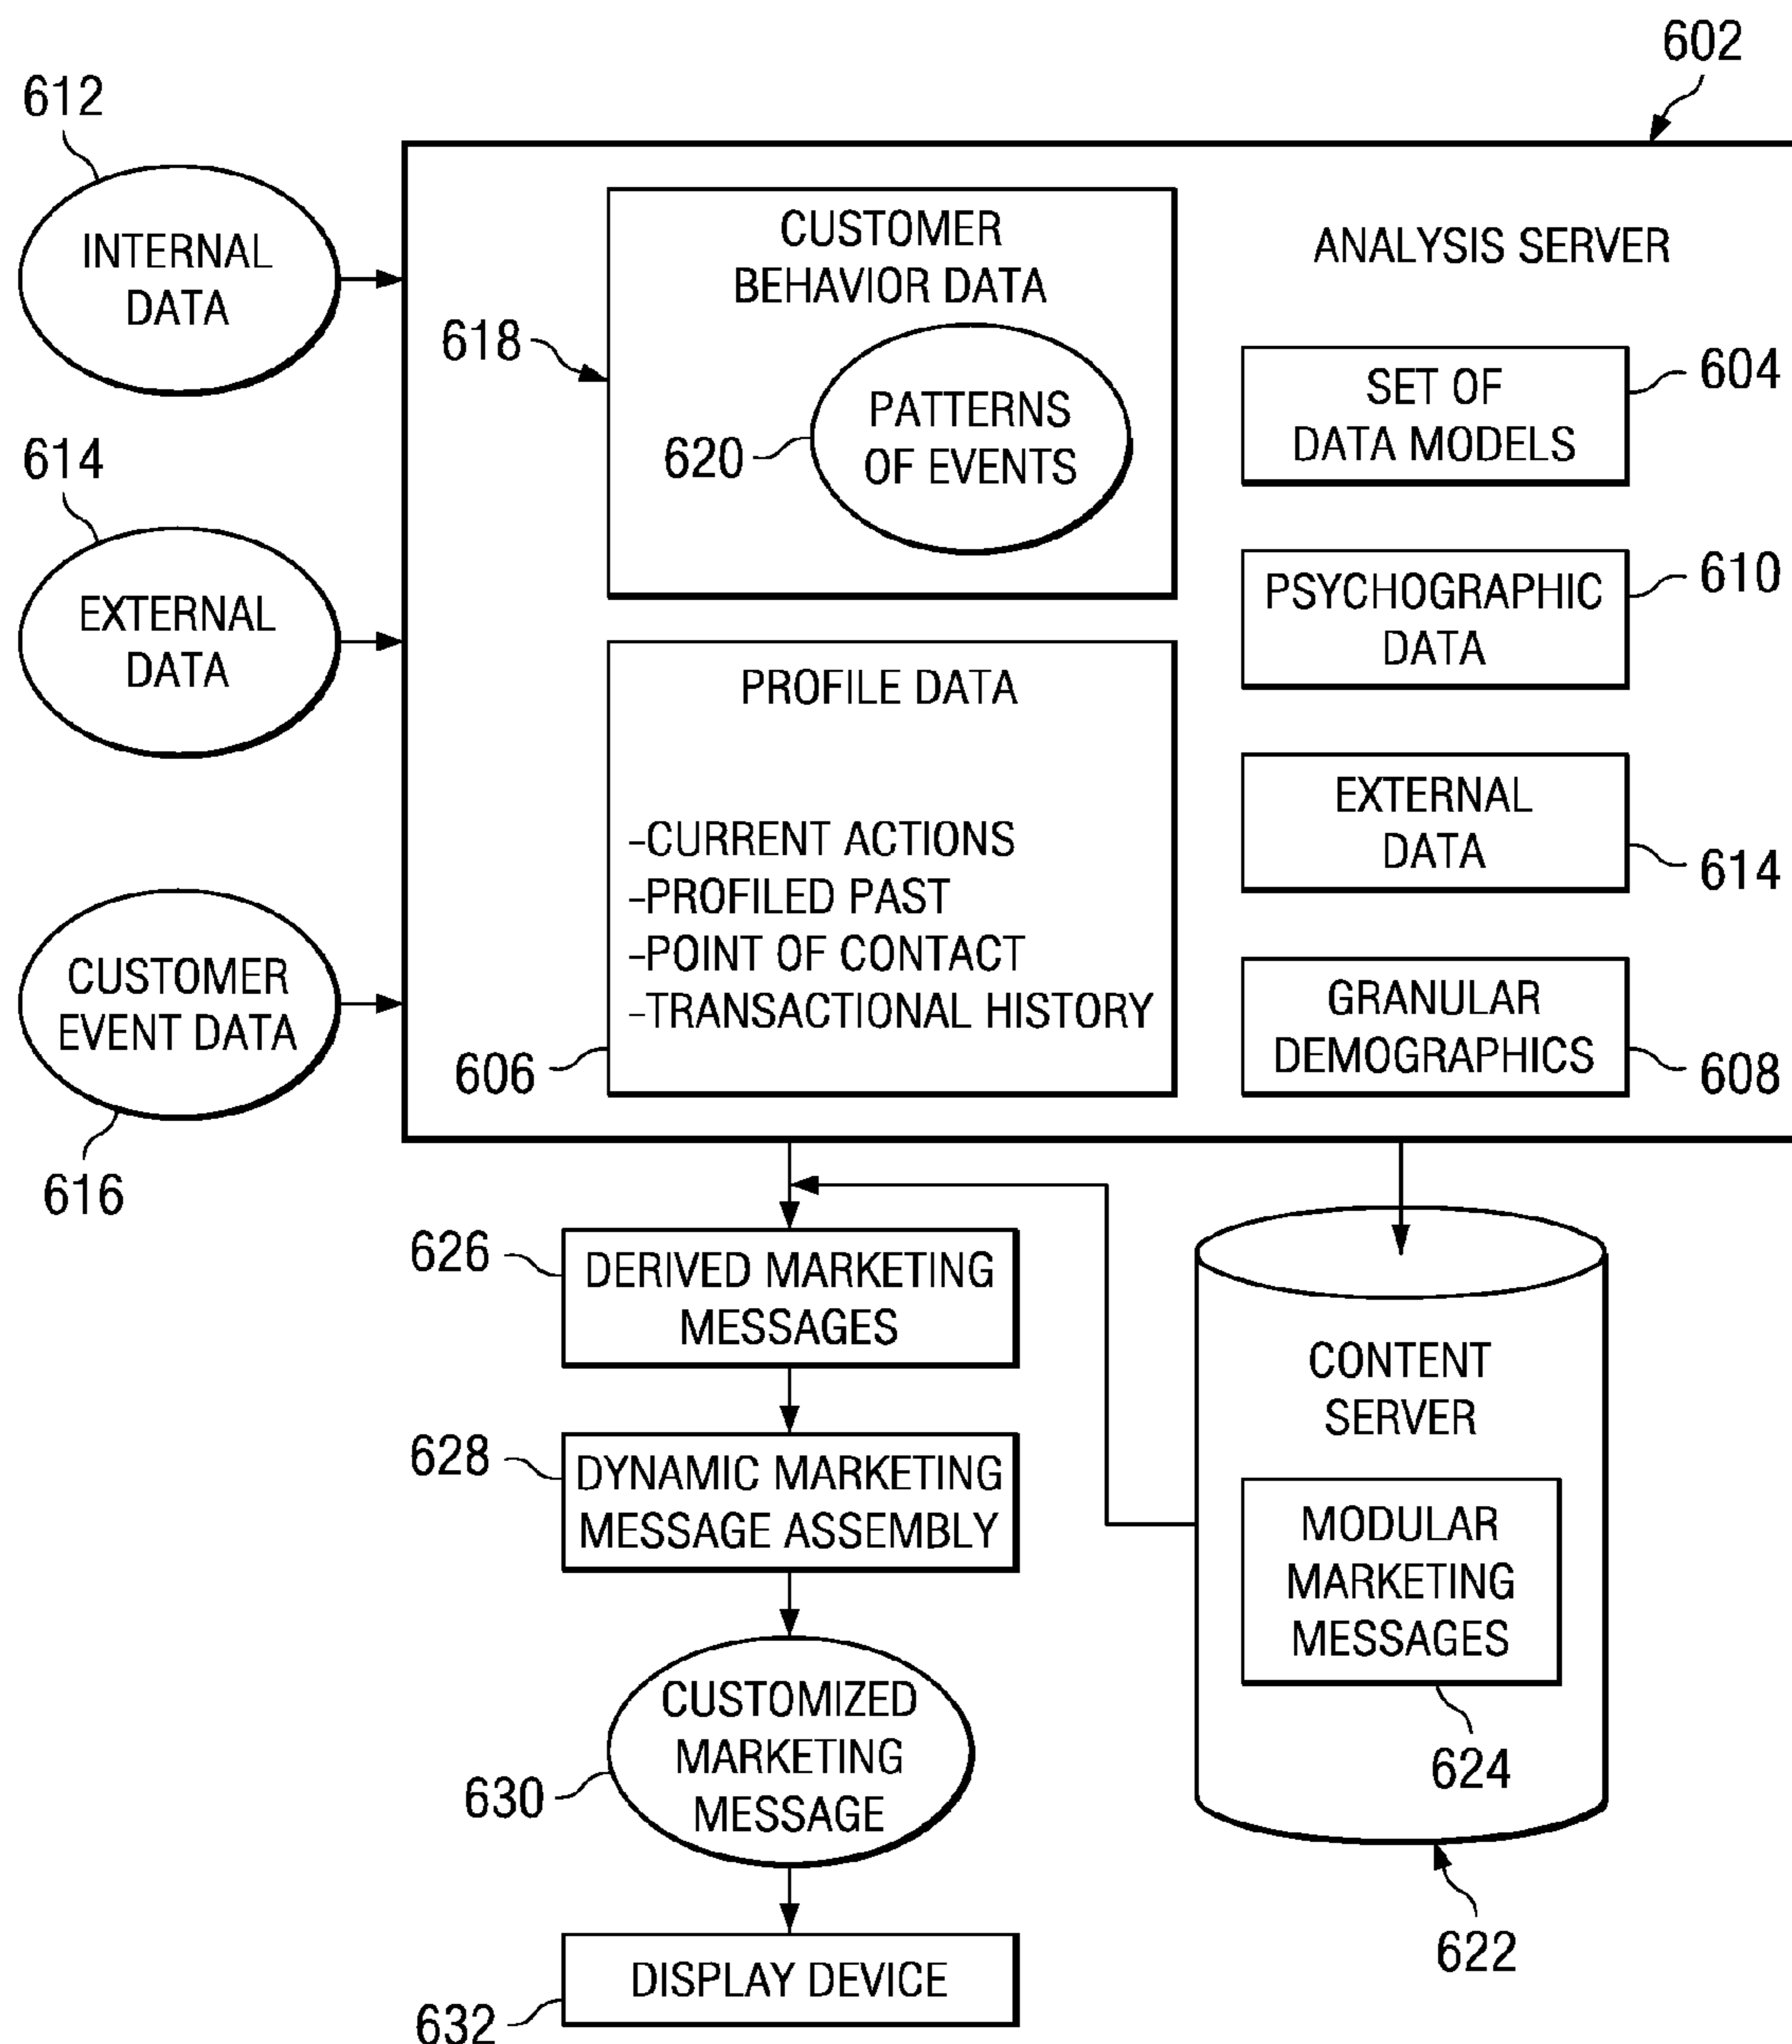 602
612
INTERNAL
DATA
614
EXTERNAL
DATA
CUSTOMER
EVENT DATA
616
CUSTOMER
BEHAVIOR DATA
618
PATTERNS
OF EVENTS
620
PROFILE DATA
-CURRENT ACTIONS
-PROFILED PAST
-POINT OF CONTACT
-TRANSACTIONAL HISTORY
606
ANALYSIS SERVER
SET OF
DATA MODELS
604
PSYCHOGRAPHIC
DATA
610
EXTERNAL
DATA
614
GRANULAR
DEMOGRAPHICS
608
626
DERIVED MARKETING
MESSAGES
628
DYNAMIC MARKETING
MESSAGE ASSEMBLY
CUSTOMIZED
MARKETING
MESSAGE
630
DISPLAY DEVICE
632
CONTENT
SERVER
MODULAR
MARKETING
MESSAGES
624
622